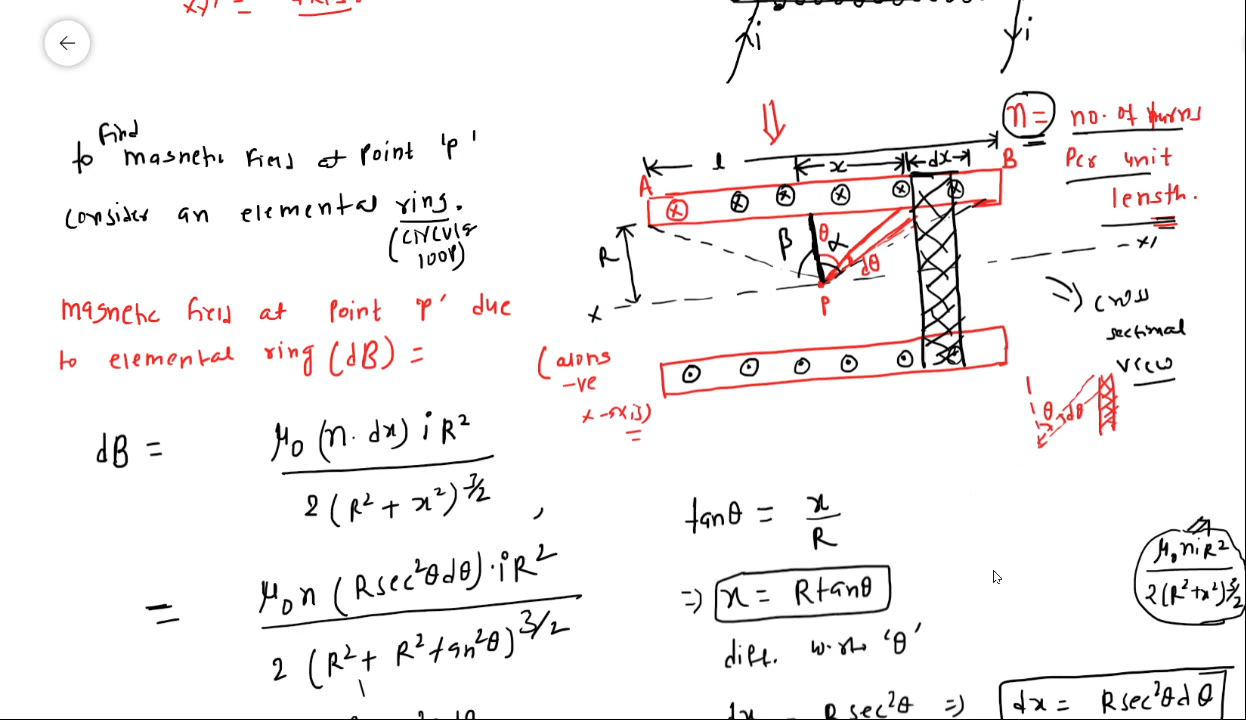 i
i
to find magnetic field at point 'p'
consider an elemental ring.
(circular
loop)
magnetic field at point 'p' due
to elemental ring (dB) =
(along
-ve
x-axis)
dB = μ₀ (n. dx) i R² / 2 (R² + x²)^3/2 ,
= μ₀ n (R sec²θ dθ) . i R² / 2 (R² + R² tan²θ)^3/2
l
x
dx
A
B
R
β
θ
α
dθ
P
x
x'
n = no. of turns
per unit
length.
=> cross
sectional
view
θ
dθ
tanθ = x / R
=> x = R tanθ
diff. w.r.to 'θ'
dx = R sec²θ => dx = R sec²θ dθ
μ₀ n i R² / 2 (R² + x²)^3/2